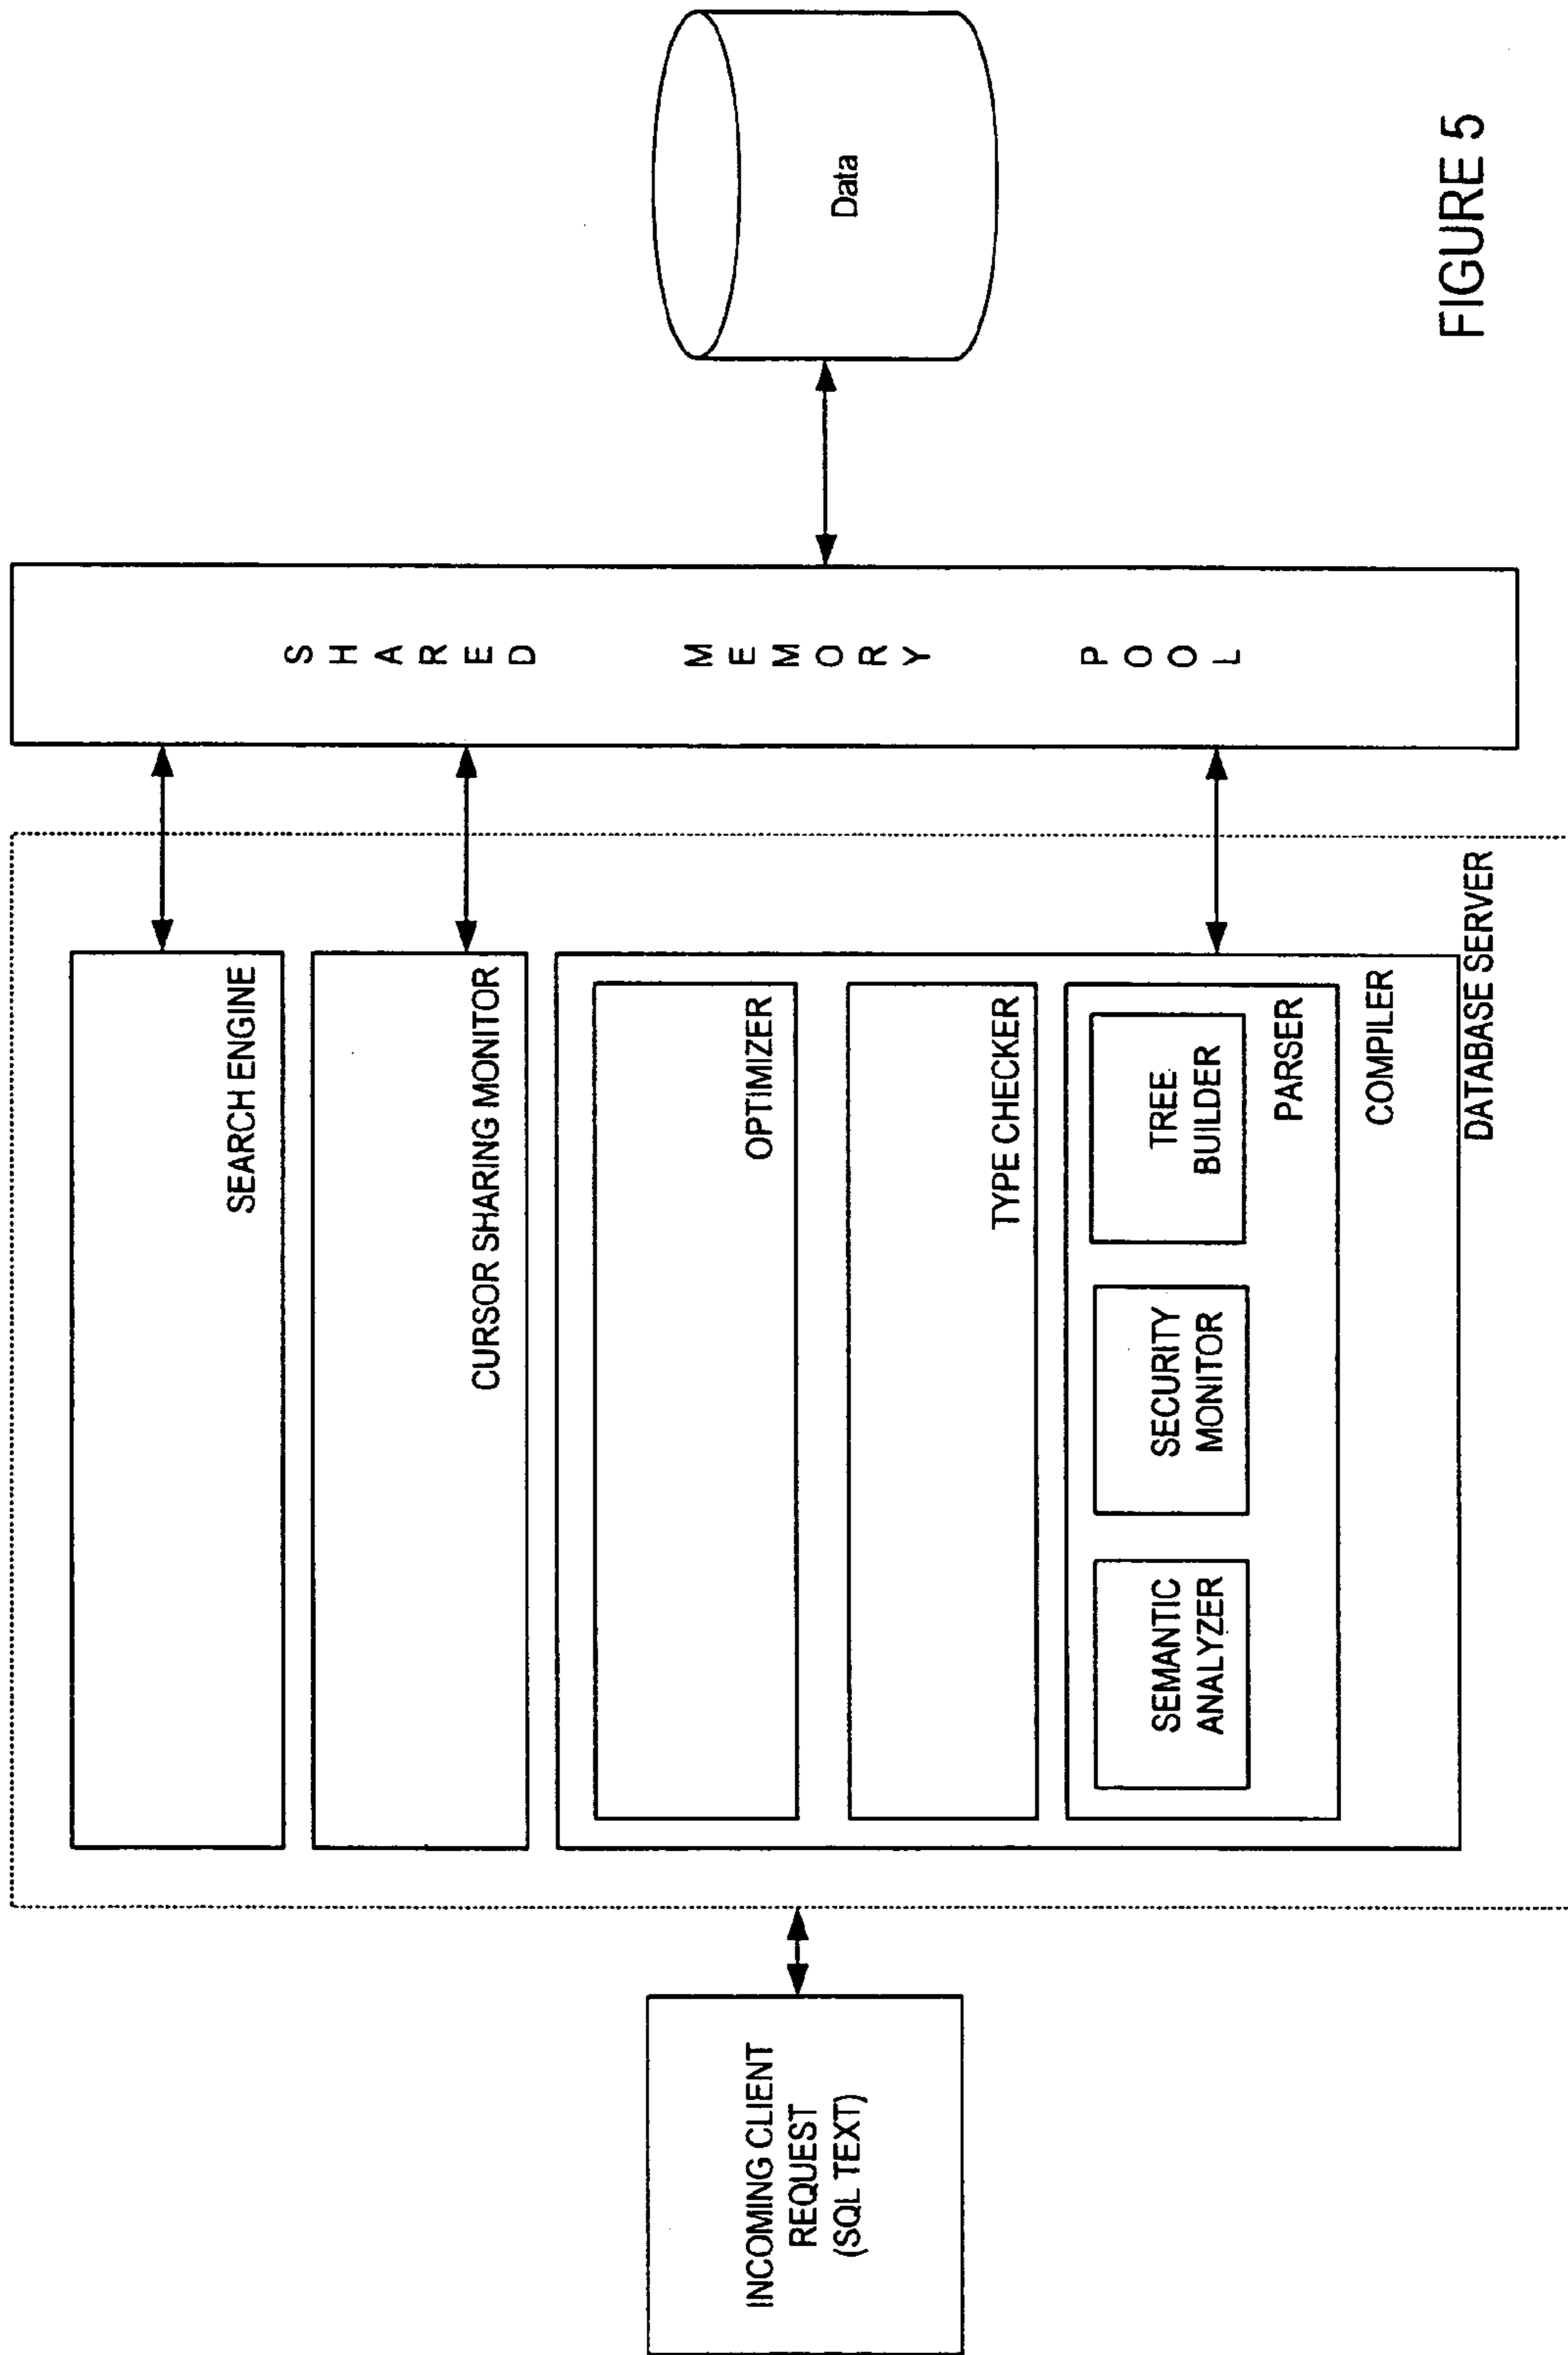 INCOMING CLIENT
REQUEST
(SQL TEXT)
SEARCH ENGINE
CURSOR SHARING MONITOR
OPTIMIZER
TYPE CHECKER
SEMANTIC
ANALYZER
SECURITY
MONITOR
TREE
BUILDER
PARSER
COMPILER
DATABASE SERVER
SHARED MEMORY POOL
Data
FIGURE 5